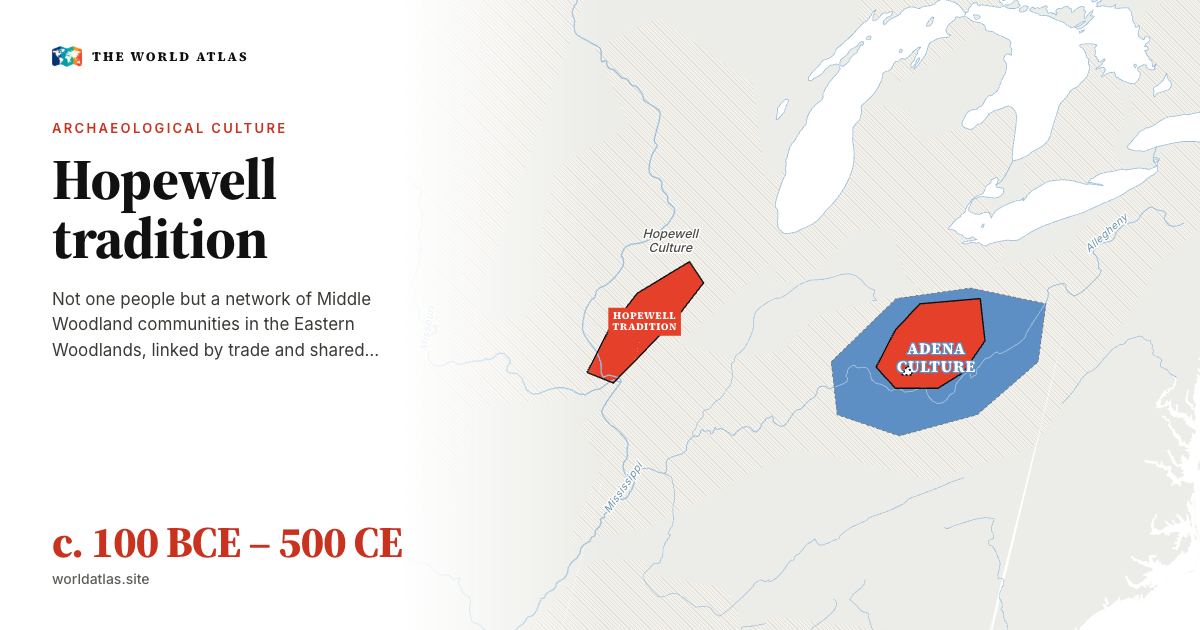 THE WORLD ATLAS
ARCHAEOLOGICAL CULTURE
Hopewell
tradition
Not one people but a network of Middle
Woodland communities in the Eastern
Woodlands, linked by trade and shared...
c. 100 BCE – 500 CE
worldatlas.site
Hopewell
Culture
HOPEWELL
TRADITION
ADENA
CULTURE
Allegheny
Mississippi